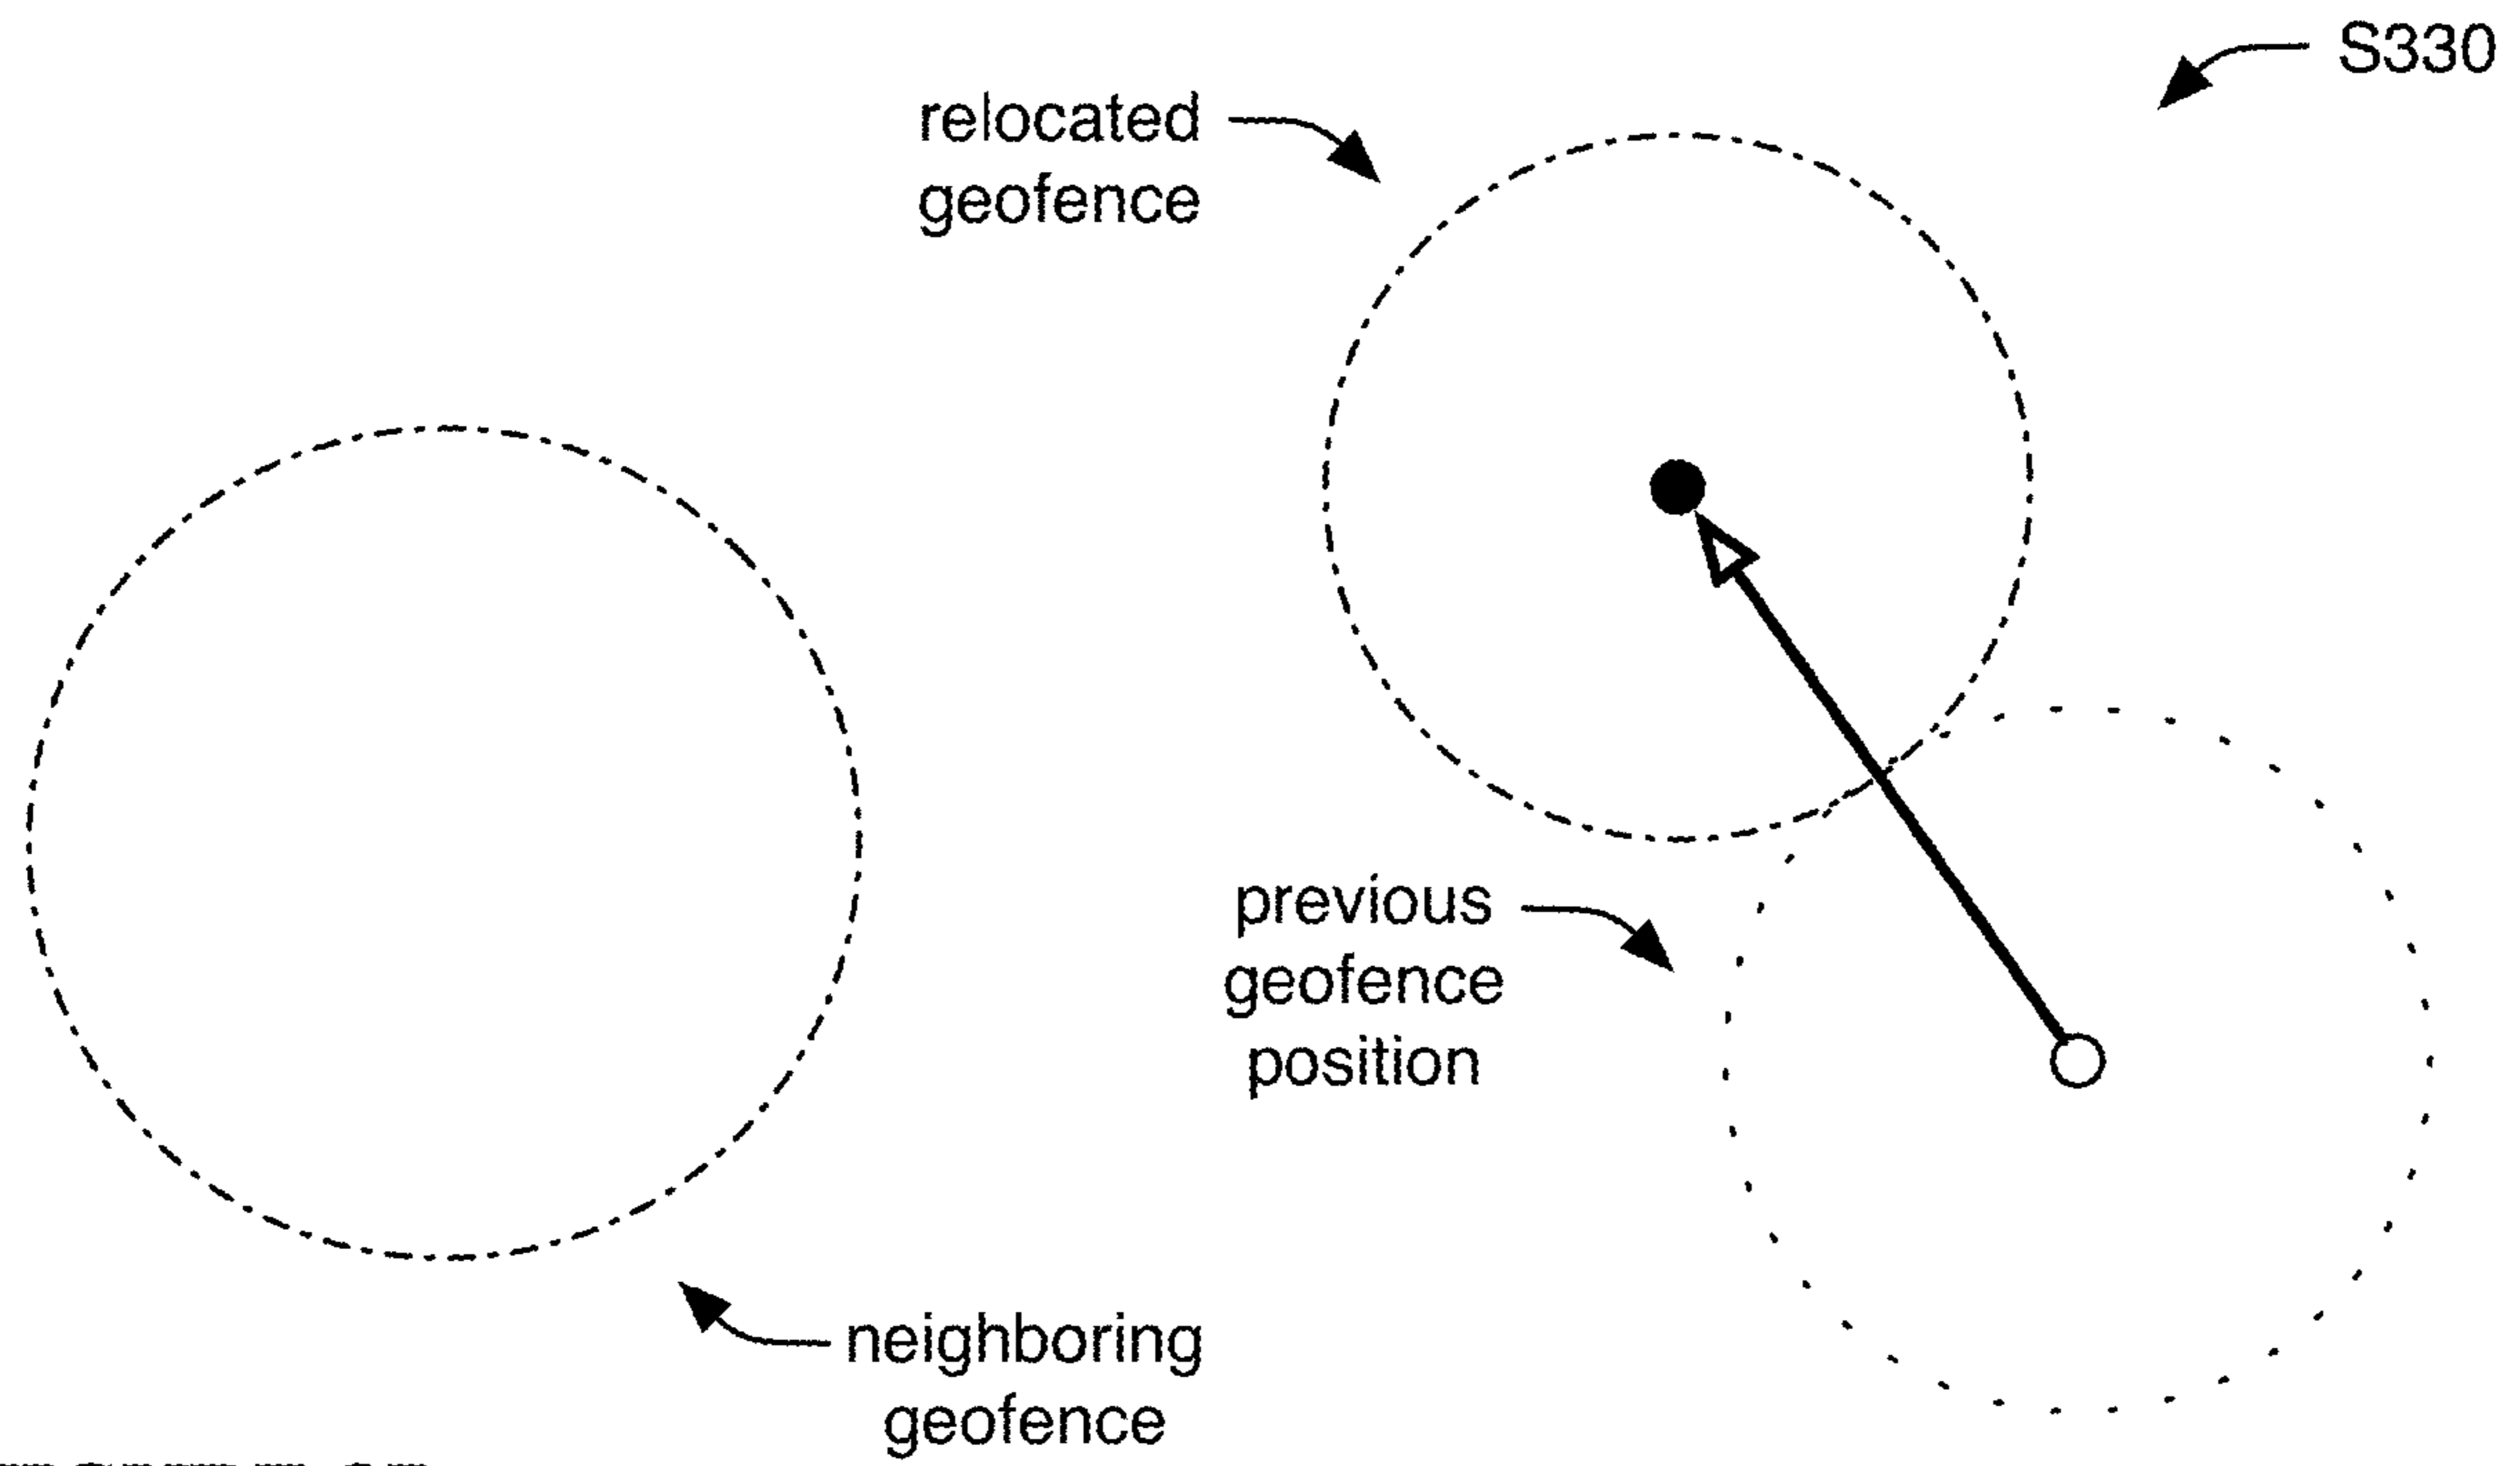 S330
relocated
geofence
previous
geofence
position
neighboring
geofence